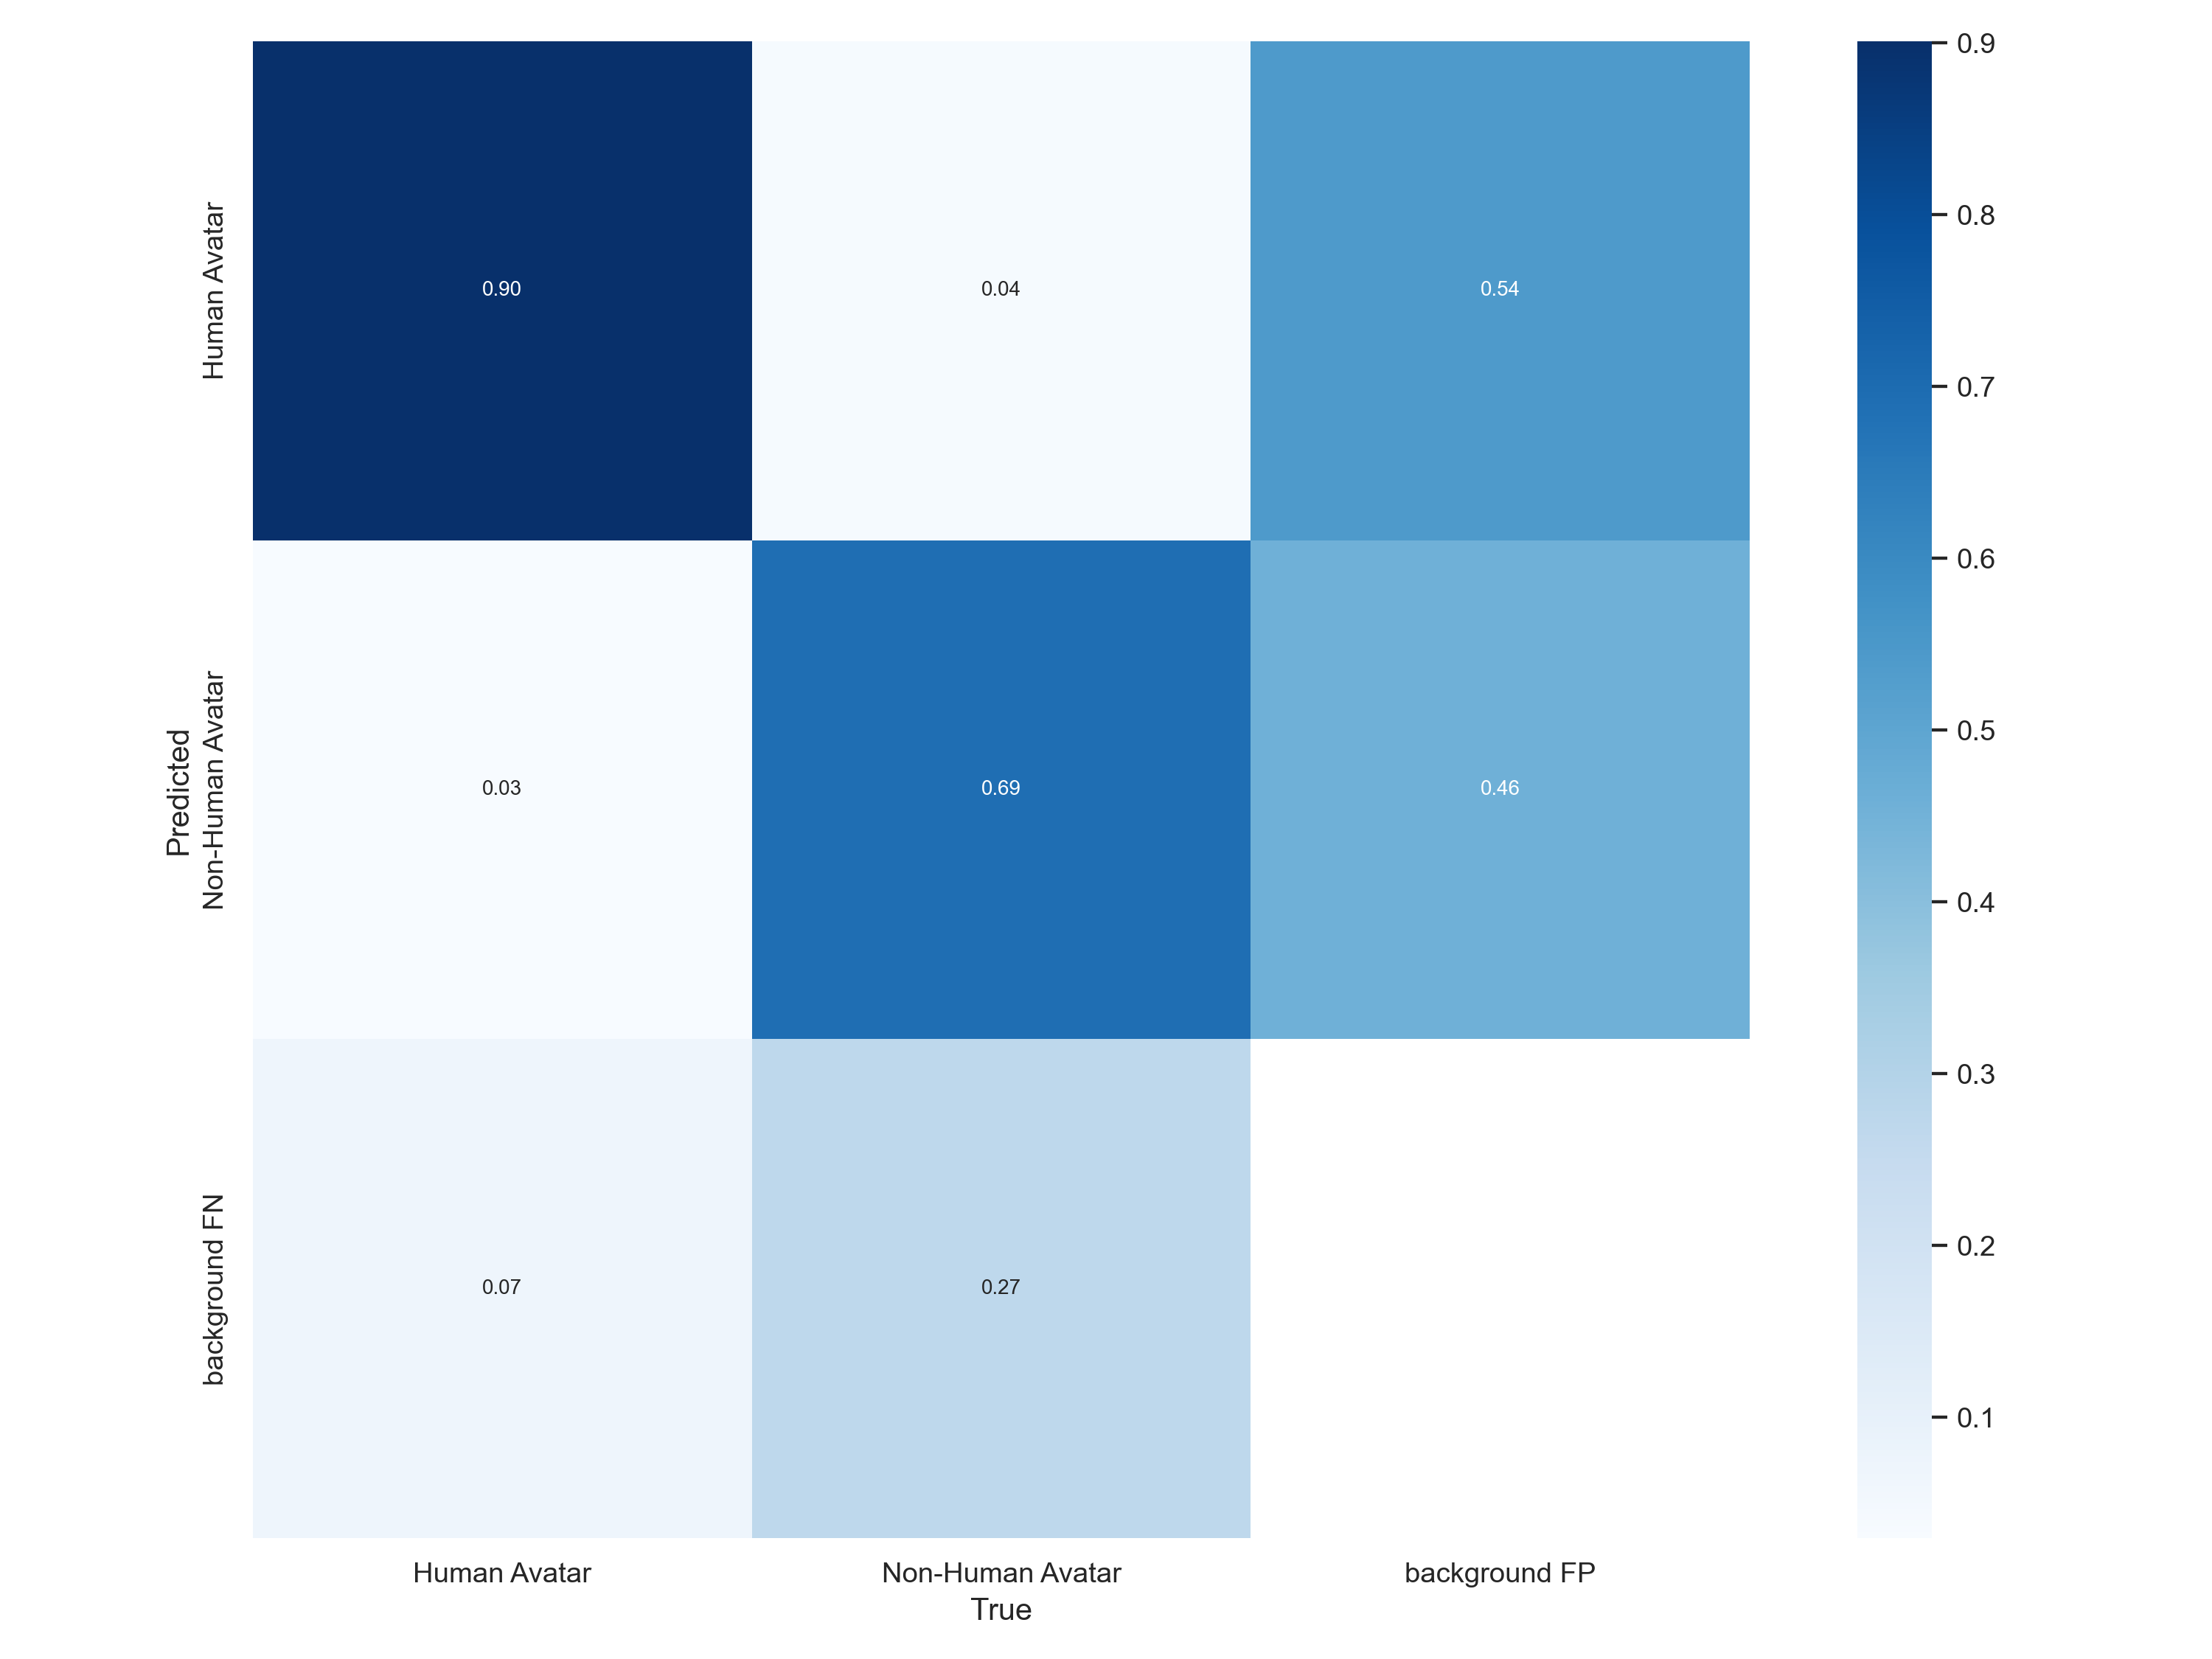 Human Avatar
0.90
0.04
0.54
Predicted
Non-Human Avatar
0.03
0.69
0.46
background FN
0.07
0.27
Human Avatar
Non-Human Avatar
background FP
True
0.9
0.8
0.7
0.6
0.5
0.4
0.3
0.2
0.1